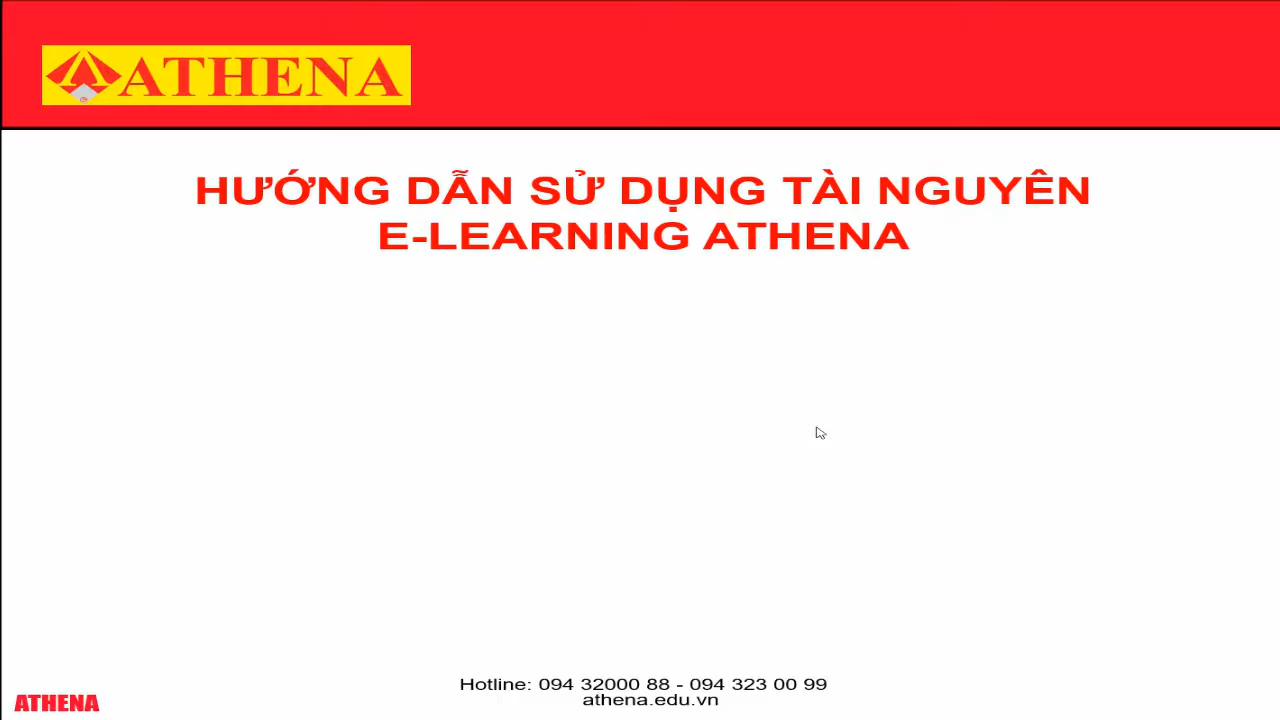 ATHENA
HƯỚNG DẪN SỬ DỤNG TÀI NGUYÊN
E-LEARNING ATHENA
Hotline: 094 32000 88 - 094 323 00 99
athena.edu.vn
ATHENA